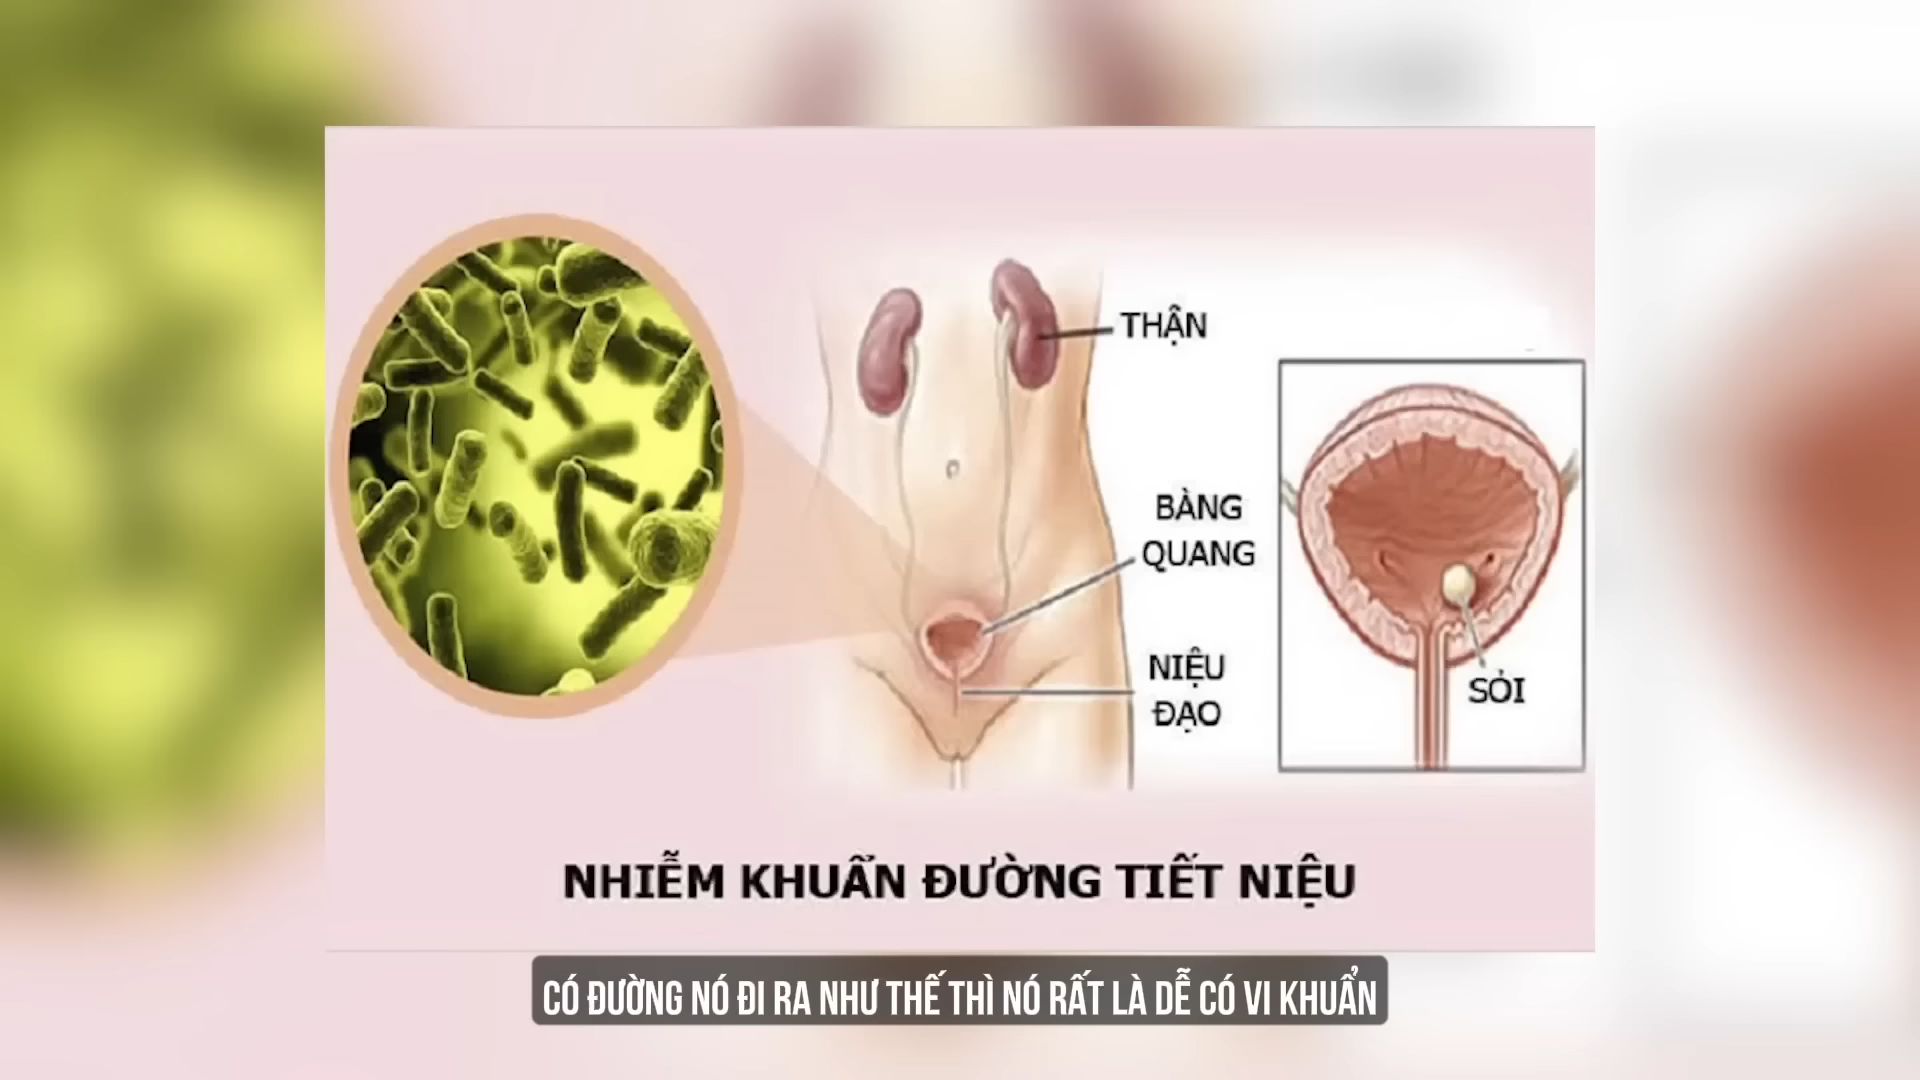 THẬN
BÀNG
QUANG
NIỆU
ĐẠO
SỎI
NHIỄM KHUẨN ĐƯỜNG TIẾT NIỆU
CÓ ĐƯỜNG NÓ ĐI RA NHƯ THẾ THÌ NÓ RẤT LÀ DỄ CÓ VI KHUẨN